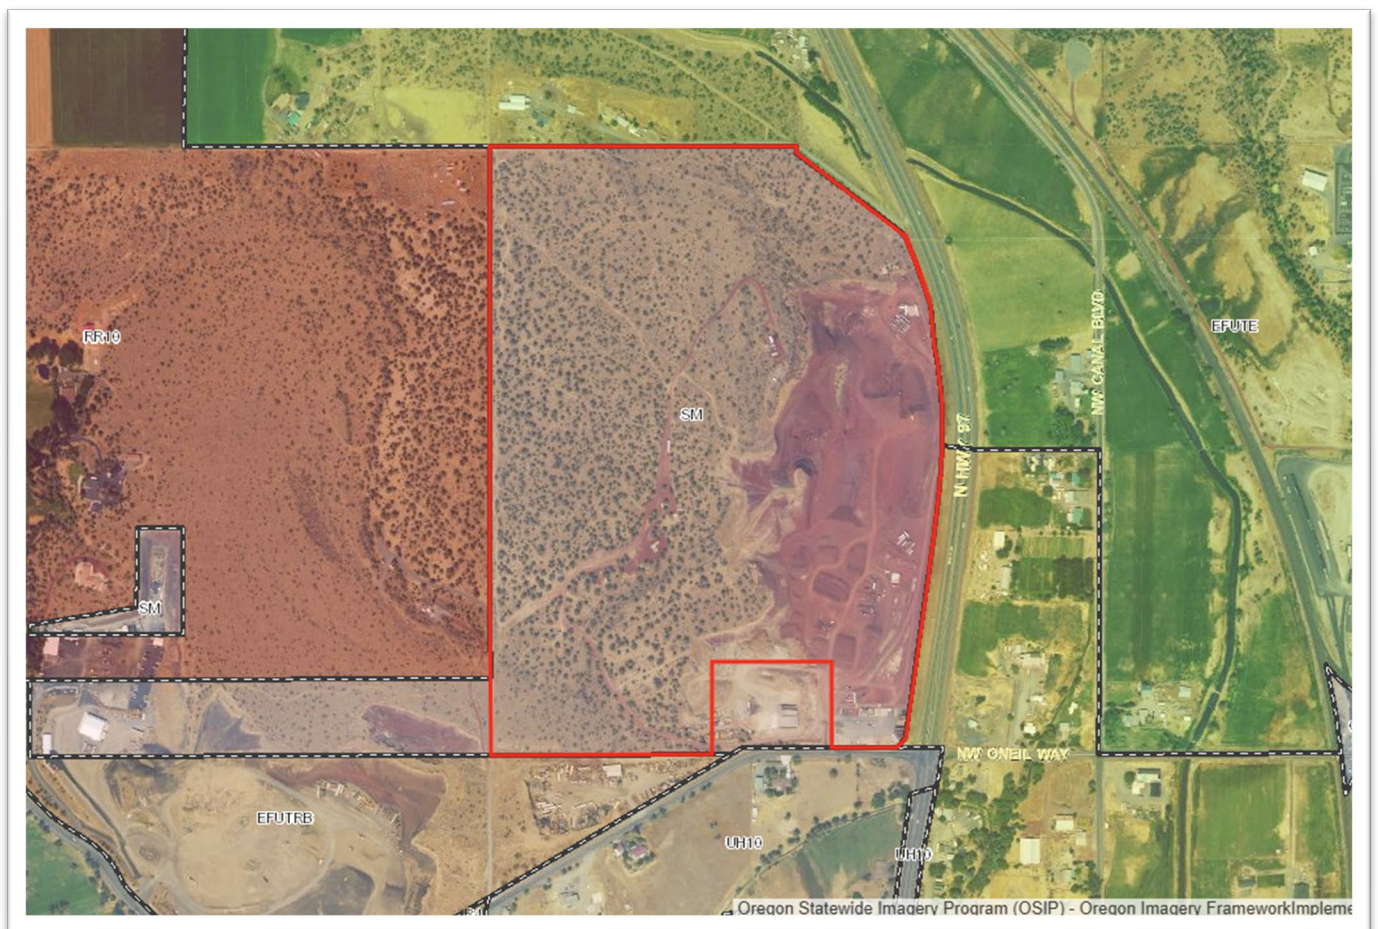 RR10
EFUTE
NW CANAL BLVD
SM
N HWY 97
SM
NW ONEIL WAY
EFUTRB
UH10
UH10
Oregon Statewide Imagery Program (OSIP) - Oregon Imagery FrameworkImpleme